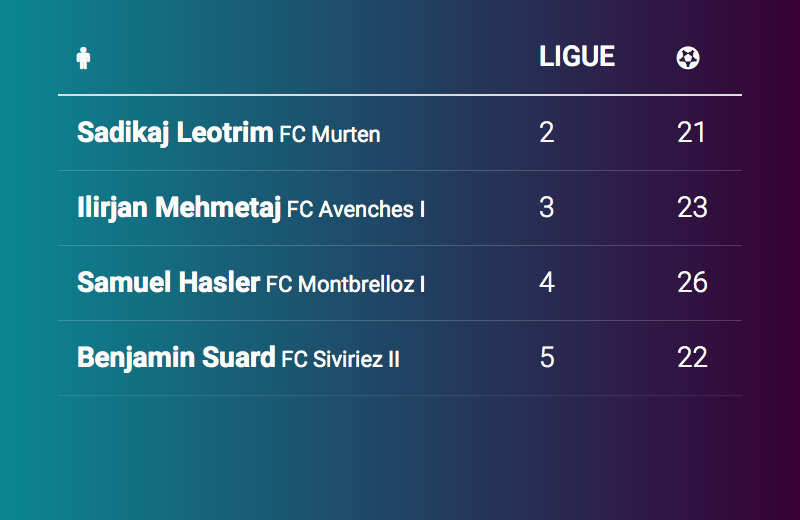 LIGUE
Sadikaj Leotrim FC Murten 2 21
Ilirjan Mehmetaj FC Avenches I 3 23
Samuel Hasler FC Montbrelloz I 4 26
Benjamin Suard FC Siviriez II 5 22